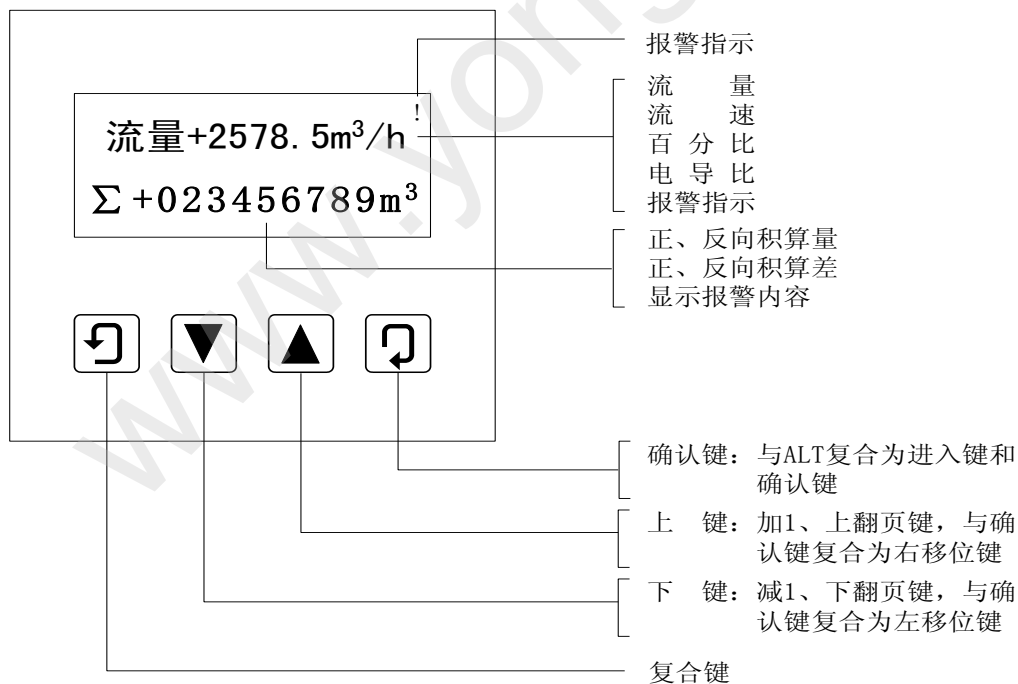 报警指示
!
流量+2578.5m³/h
Σ+023456789m³
流 量
流 速
百 分 比
电 导 比
报警指示
正、反向积算量
正、反向积算差
显示报警内容
确认键：与ALT复合为进入键和
确认键
上 键：加1、上翻页键，与确
认键复合为右移位键
下 键：减1、下翻页键，与确
认键复合为左移位键
复合键
www.yong